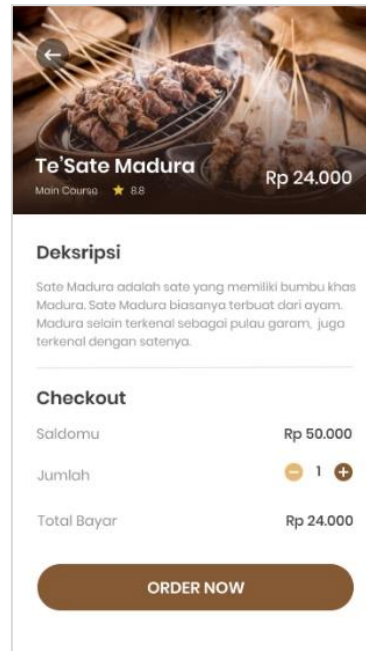 Te'Sate Madura
Rp 24.000
Main Course 8.8
Deksripsi
Sate Madura adalah sate yang memiliki bumbu khas
Madura. Sate Madura biasanya terbuat dari ayam.
Madura selain terkenal sebagai pulau garam, juga
terkenal dengan satenya.
Checkout
Saldomu Rp 50.000
Jumlah 1
Total Bayar Rp 24.000
ORDER NOW